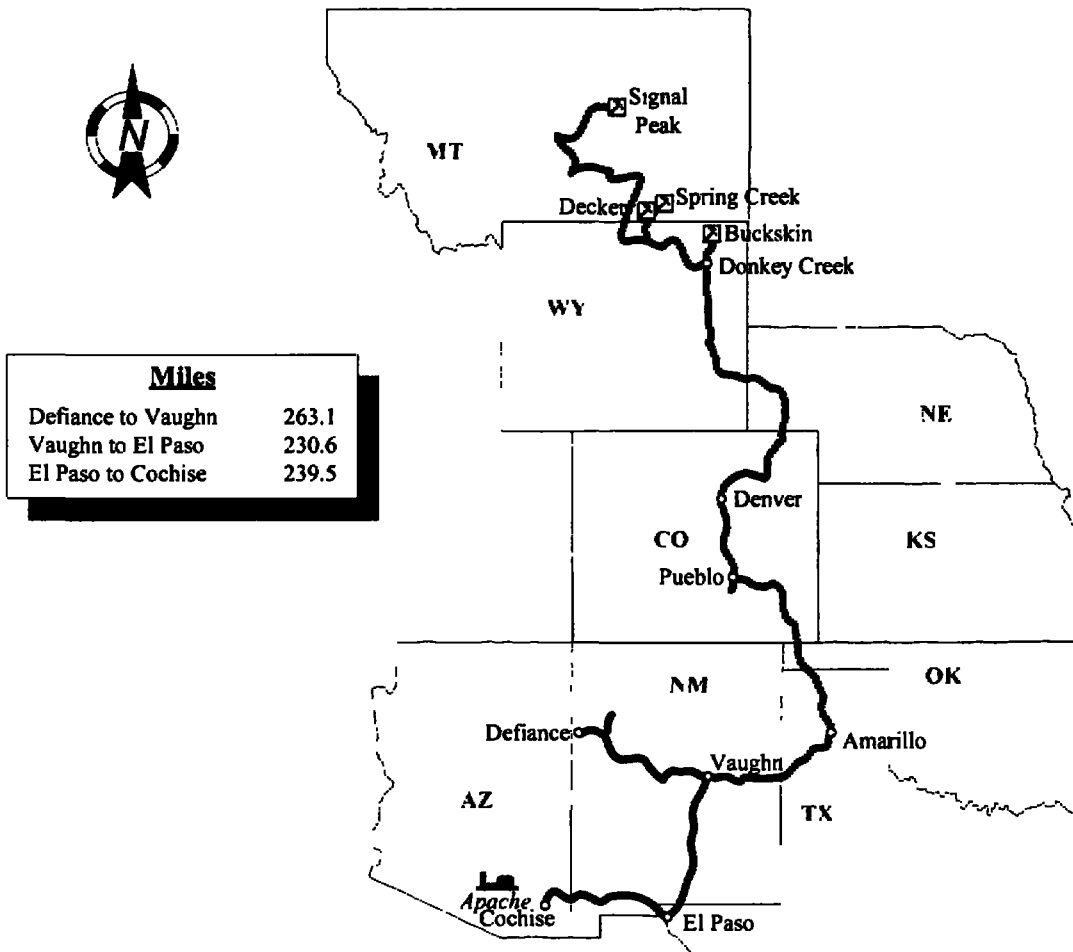 N
Signal
Peak
MT
Decker
Spring Creek
Buckskin
Donkey Creek
WY
Miles
Defiance to Vaughn 263.1
Vaughn to El Paso 230.6
El Paso to Cochise 239.5
NE
Denver
CO
KS
Pueblo
NM
OK
Defiance
Amarillo
Vaughn
AZ
TX
Apache
Cochise
El Paso